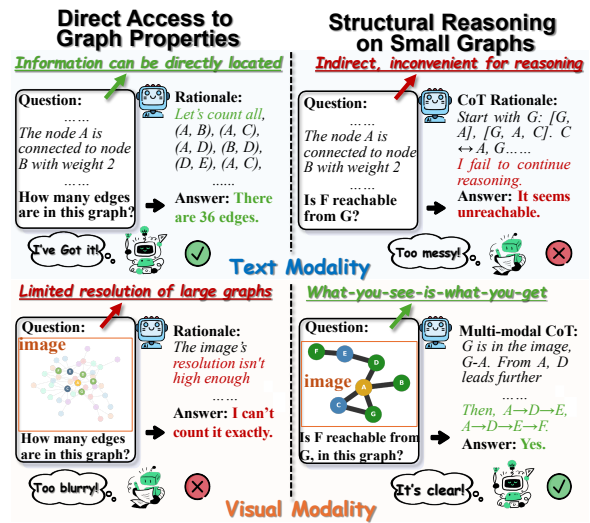 Direct Access to
Graph Properties
Structural Reasoning
on Small Graphs
Information can be directly located
Indirect, inconvenient for reasoning
Question:
……
The node A is
connected to node
B with weight 2
……
How many edges
are in this graph?
Rationale:
Let's count all,
(A, B), (A, C),
(A, D), (B, D),
(D, E), (A, C),
......
Answer: There
are 36 edges.
I've Got it!
Question:
……
The node A is
connected to node
B with weight 2
……
Is F reachable
from G?
CoT Rationale:
Start with G: [G,
A], [G, A, C]. C
↔ A, G……
I fail to continue
reasoning.
Answer: It seems
unreachable.
Too messy!
Text Modality
Limited resolution of large graphs
What-you-see-is-what-you-get
Question:
image
How many edges
are in this graph?
Rationale:
The image's
resolution isn't
high enough
……
Answer: I can't
count it exactly.
Too blurry!
Question:
F
E
D
image
A
B
C
G
Is F reachable from
G, in this graph?
Multi-modal CoT:
G is in the image,
G-A. From A, D
leads further
……
Then, A→D→E,
A→D→E→F.
Answer: Yes.
It's clear!
Visual Modality